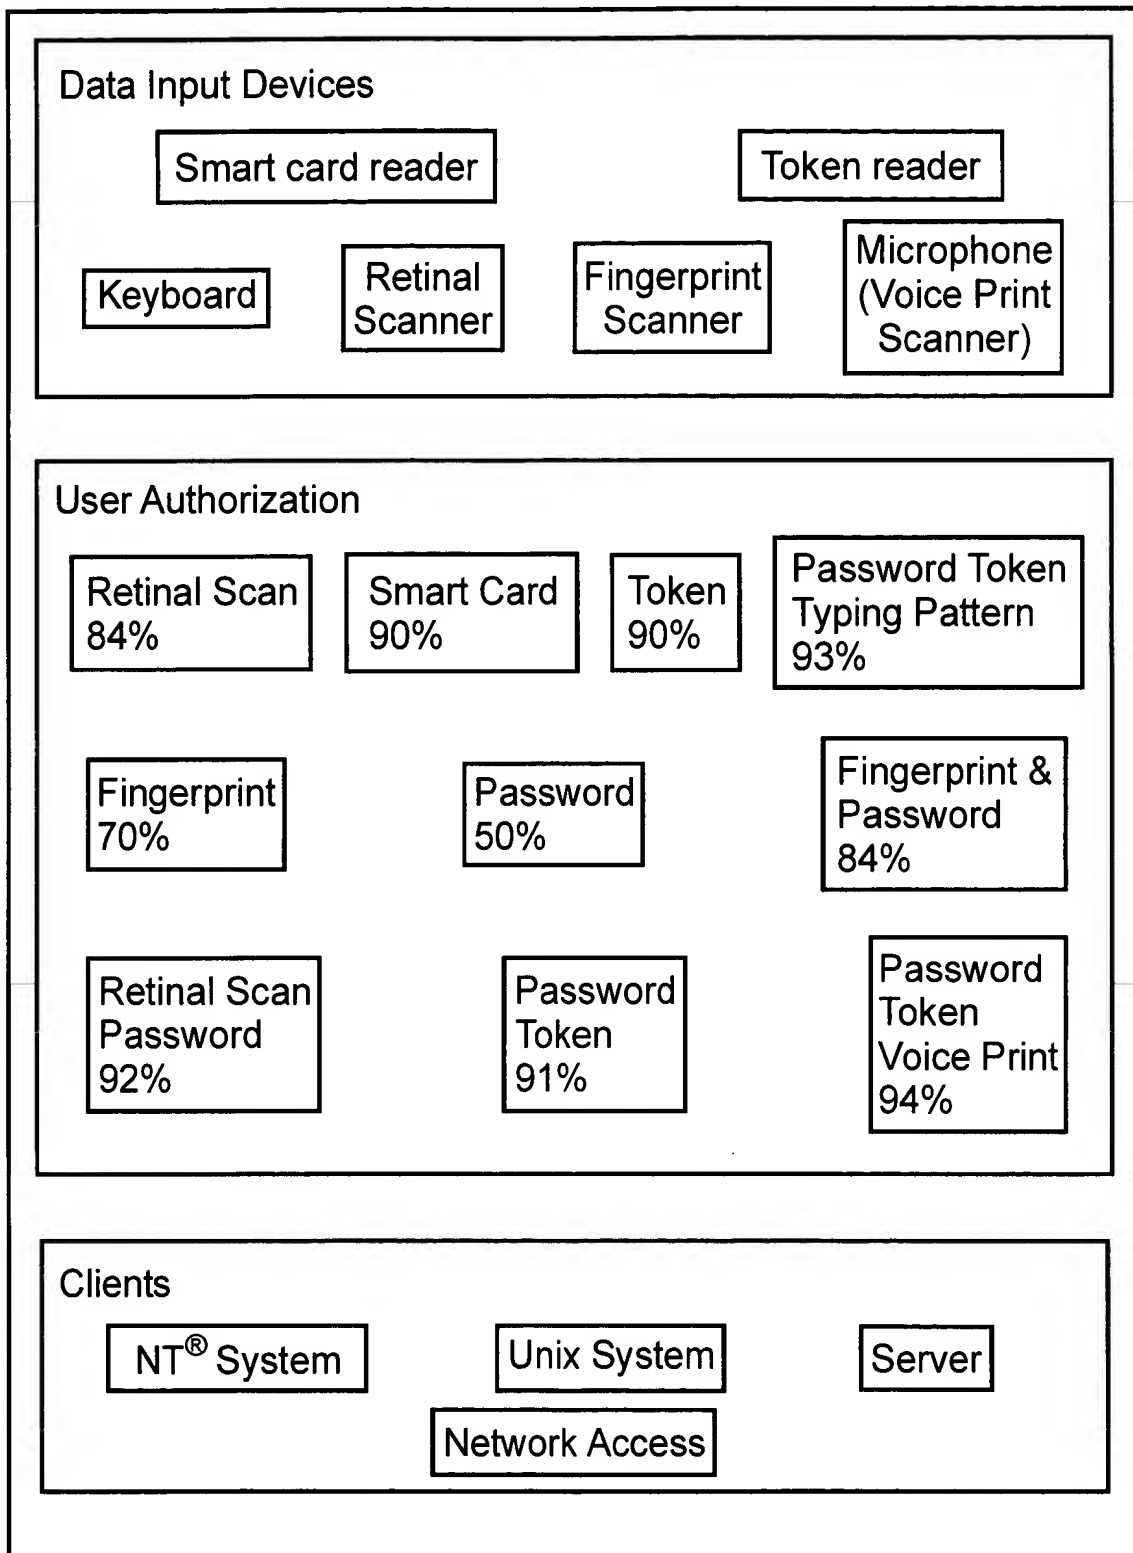 Data Input Devices
Smart card reader
Token reader
Keyboard
Retinal
Scanner
Fingerprint
Scanner
Microphone
(Voice Print
Scanner)
User Authorization
Retinal Scan
84%
Smart Card
90%
Token
90%
Password Token
Typing Pattern
93%
Fingerprint
70%
Password
50%
Fingerprint &
Password
84%
Retinal Scan
Password
92%
Password
Token
91%
Password
Token
Voice Print
94%
Clients
NT® System
Unix System
Server
Network Access